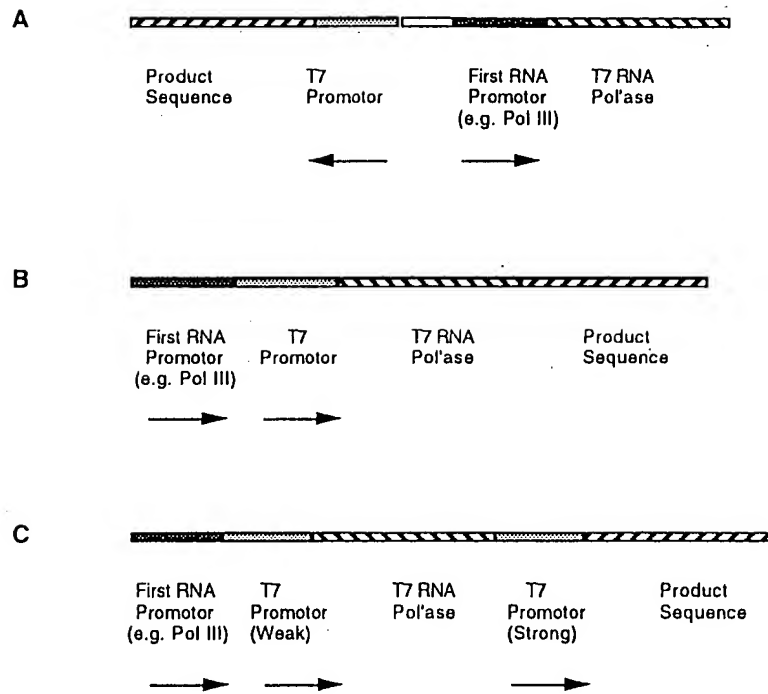 A
Product T7 First RNA T7 RNA
Sequence Promotor Promotor Pol'ase
(e.g. Pol III)
B
First RNA T7 T7 RNA Product
Promotor Promotor Pol'ase Sequence
(e.g. Pol III)
C
First RNA T7 T7 RNA T7 Product
Promotor Promotor Pol'ase Promotor Sequence
(e.g. Pol III) (Weak) (Strong)